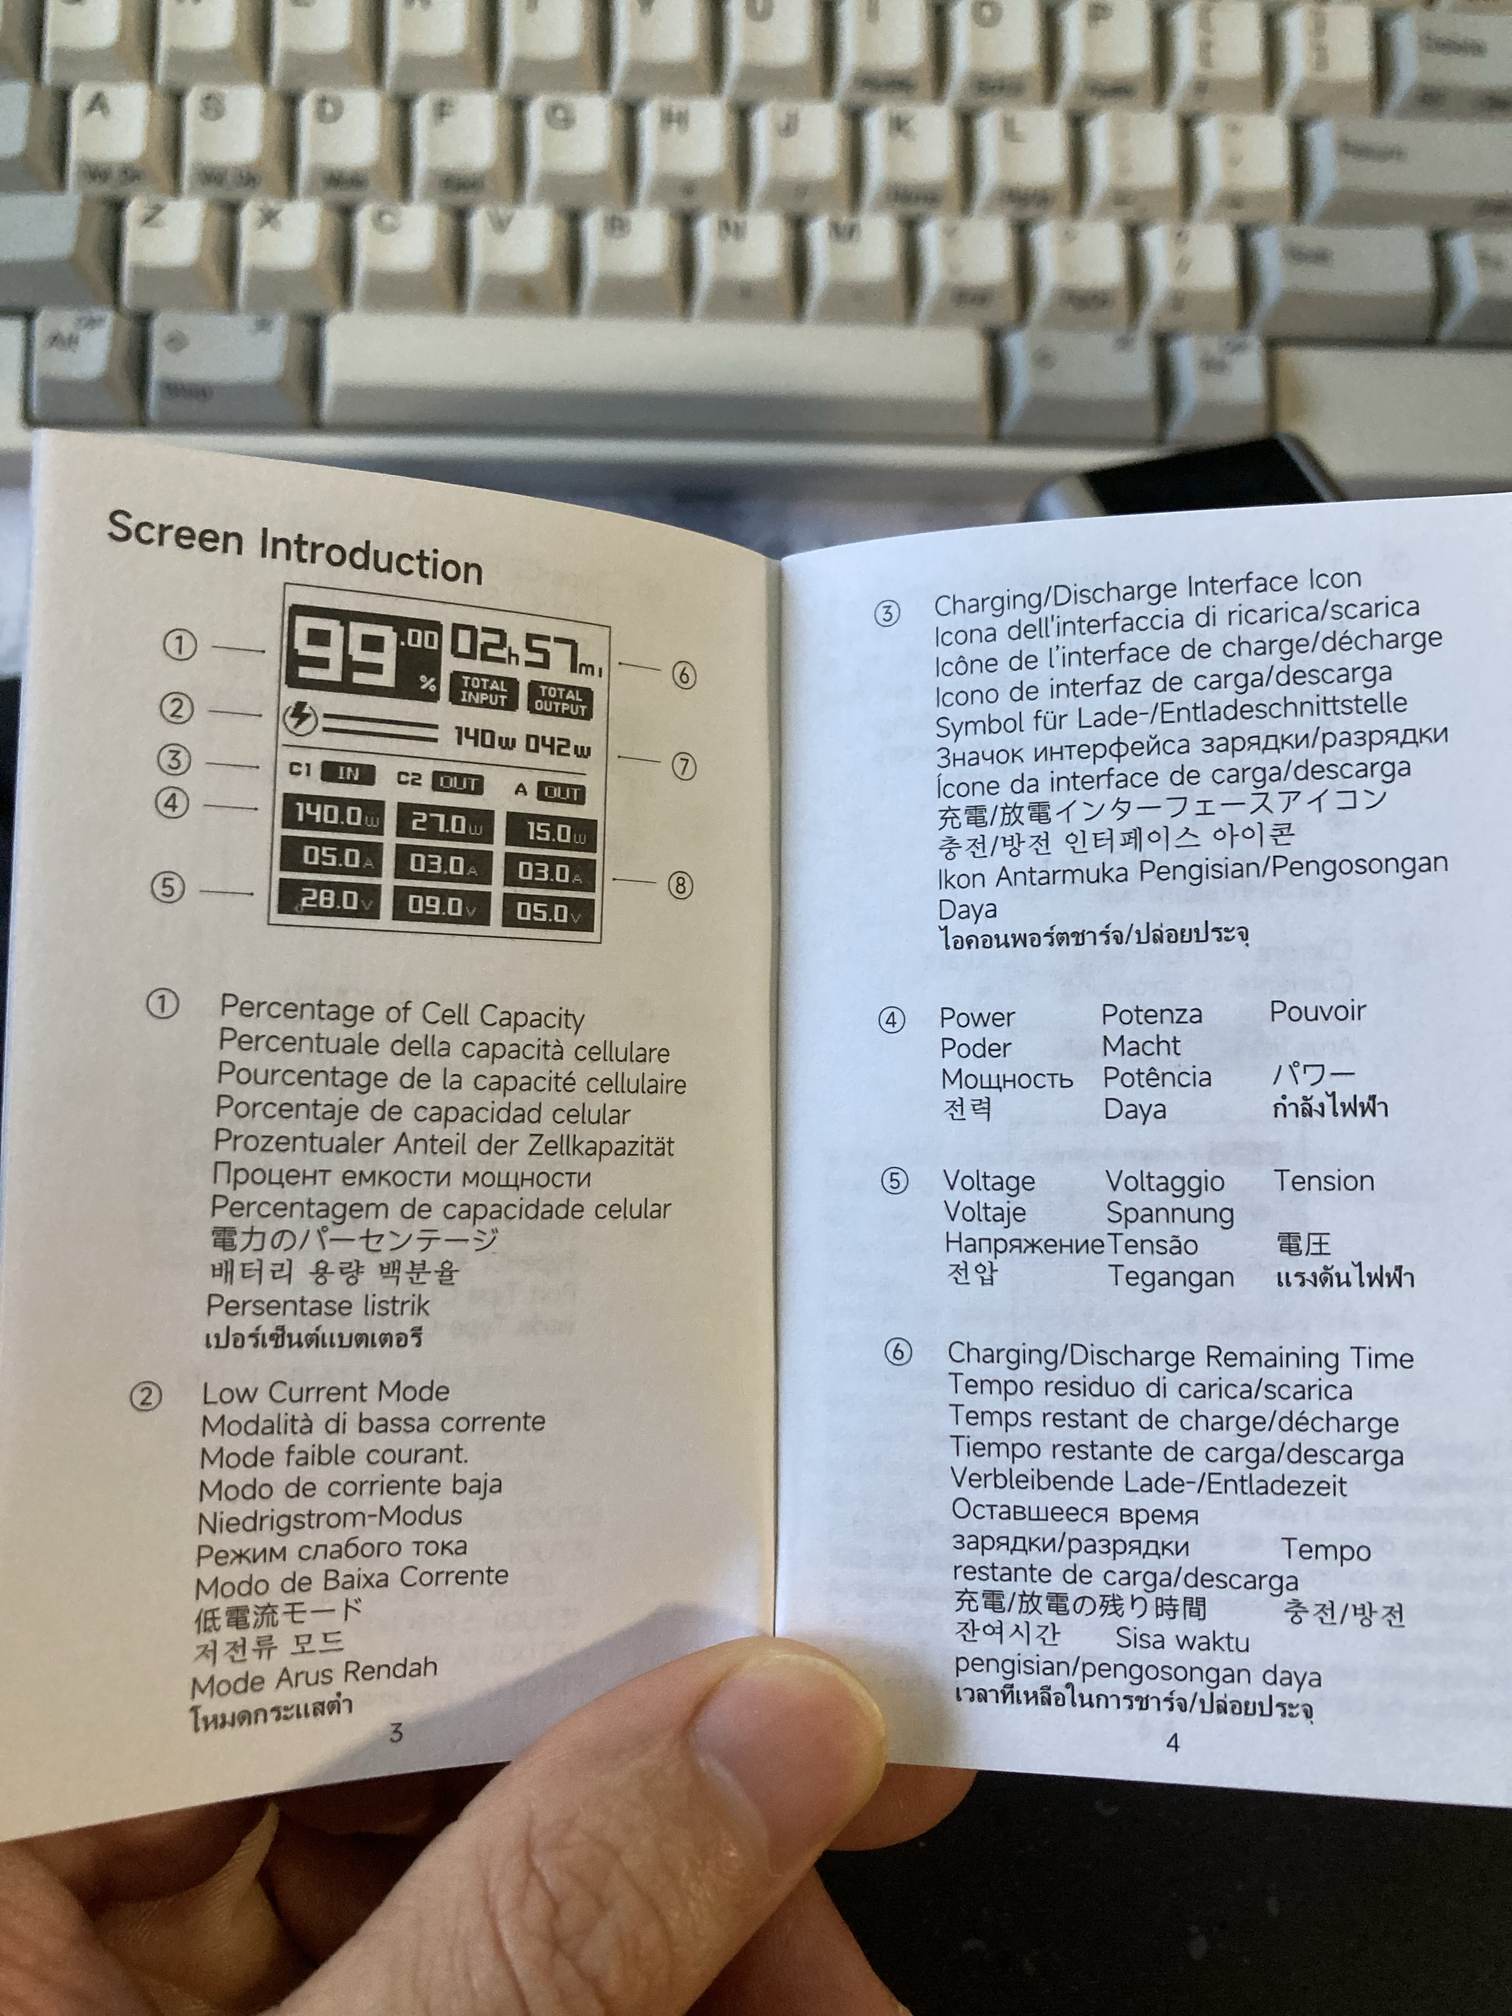 O P
Delete
A S D F G H J K L
Z X C V B N M
Alt
Screen Introduction
① ② ③ ④ ⑤ ⑥ ⑦ ⑧
99.00% 02h57m
TOTAL INPUT TOTAL OUTPUT
140w 042w
C1 IN C2 OUT A OUT
140.0w 27.0w 15.0w
05.0A 03.0A 03.0A
28.0V 09.0V 05.0V
① Percentage of Cell Capacity
Percentuale della capacità cellulare
Pourcentage de la capacité cellulaire
Porcentaje de capacidad celular
Prozentualer Anteil der Zellkapazität
Процент емкости мощности
Percentagem de capacidade celular
電力のパーセンテージ
배터리 용량 백분율
Persentase listrik
เปอร์เซ็นต์แบตเตอรี
② Low Current Mode
Modalità di bassa corrente
Mode faible courant.
Modo de corriente baja
Niedrigstrom-Modus
Режим слабого тока
Modo de Baixa Corrente
低電流モード
저전류 모드
Mode Arus Rendah
โหมดกระแสต่ำ
3
③ Charging/Discharge Interface Icon
Icona dell'interfaccia di ricarica/scarica
Icône de l'interface de charge/décharge
Icono de interfaz de carga/descarga
Symbol für Lade-/Entladeschnittstelle
Значок интерфейса зарядки/разрядки
Ícone da interface de carga/descarga
充電/放電インターフェースアイコン
충전/방전 인터페이스 아이콘
Ikon Antarmuka Pengisian/Pengosongan
Daya
ไอคอนพอร์ตชาร์จ/ปล่อยประจุ
④ Power Potenza Pouvoir
Poder Macht
Мощность Potência パワー
전력 Daya กำลังไฟฟ้า
⑤ Voltage Voltaggio Tension
Voltaje Spannung
Напряжение Tensão 電圧
전압 Tegangan แรงดันไฟฟ้า
⑥ Charging/Discharge Remaining Time
Tempo residuo di carica/scarica
Temps restant de charge/décharge
Tiempo restante de carga/descarga
Verbleibende Lade-/Entladezeit
Оставшееся время
зарядки/разрядки Tempo
restante de carga/descarga
充電/放電の残り時間 충전/방전
잔여시간 Sisa waktu
pengisian/pengosongan daya
เวลาที่เหลือในการชาร์จ/ปล่อยประจุ
4